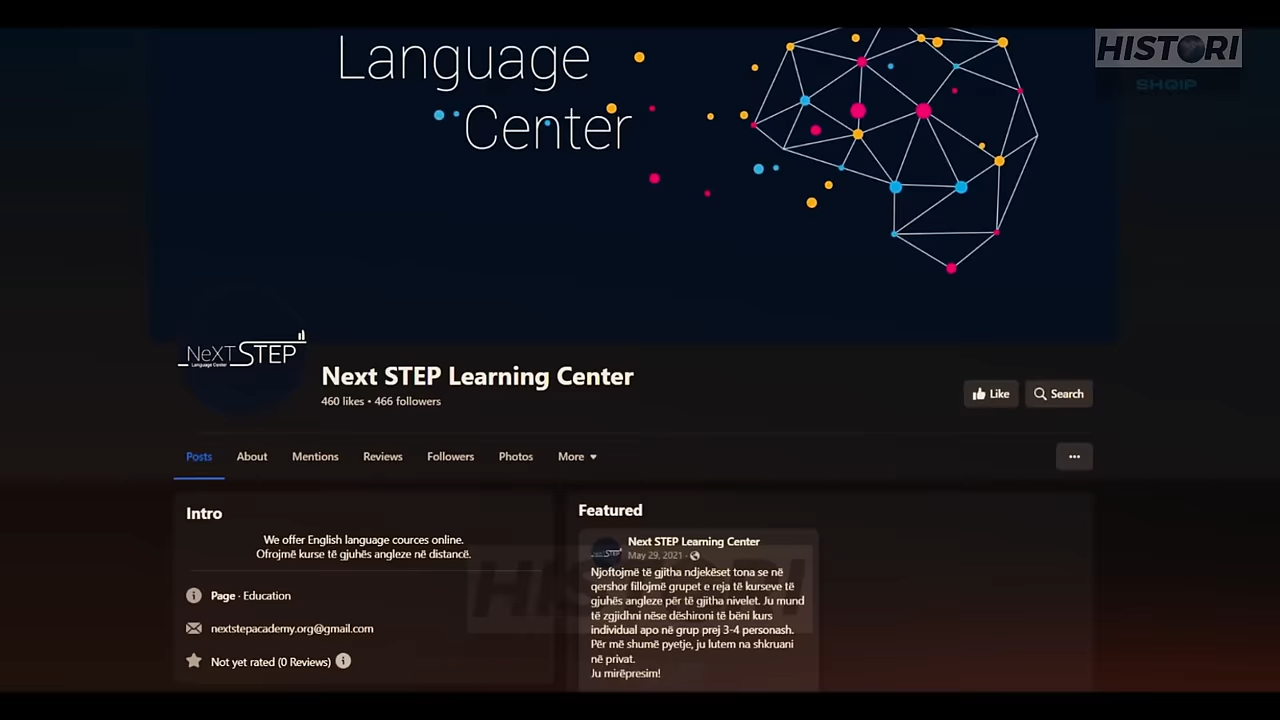 HISTORI
SHQIP
Language
Center
NeXT STEP
Language Center
Next STEP Learning Center
460 likes • 466 followers
Like
Search
Posts
About
Mentions
Reviews
Followers
Photos
More
Intro
We offer English language cources online.
Ofrojmë kurse të gjuhës angleze në distancë.
Page · Education
nextstepacademy.org@gmail.com
Not yet rated (0 Reviews)
Featured
Next STEP Learning Center
May 29, 2021 ·
Njoftojmë të gjitha ndjekëset tona se në
qershor fillojmë grupet e reja të kurseve të
gjuhës angleze për të gjitha nivelet. Ju mund
të zgjidhni nëse dëshironi të bëni kurs
individual apo në grup prej 3-4 personash.
Për më shumë pyetje, ju lutem na shkruani
në privat.
Ju mirëpresim!
HISTORI